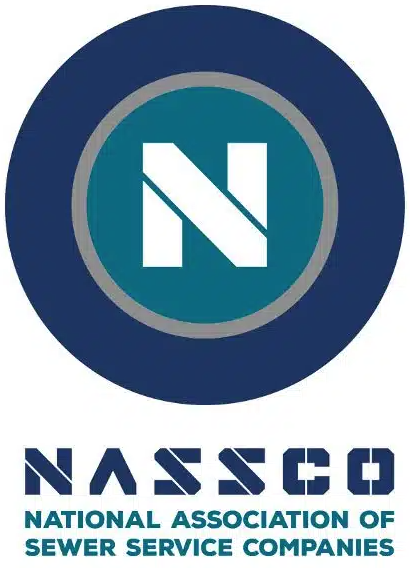 N
NASSCO
NATIONAL ASSOCIATION OF
SEWER SERVICE COMPANIES